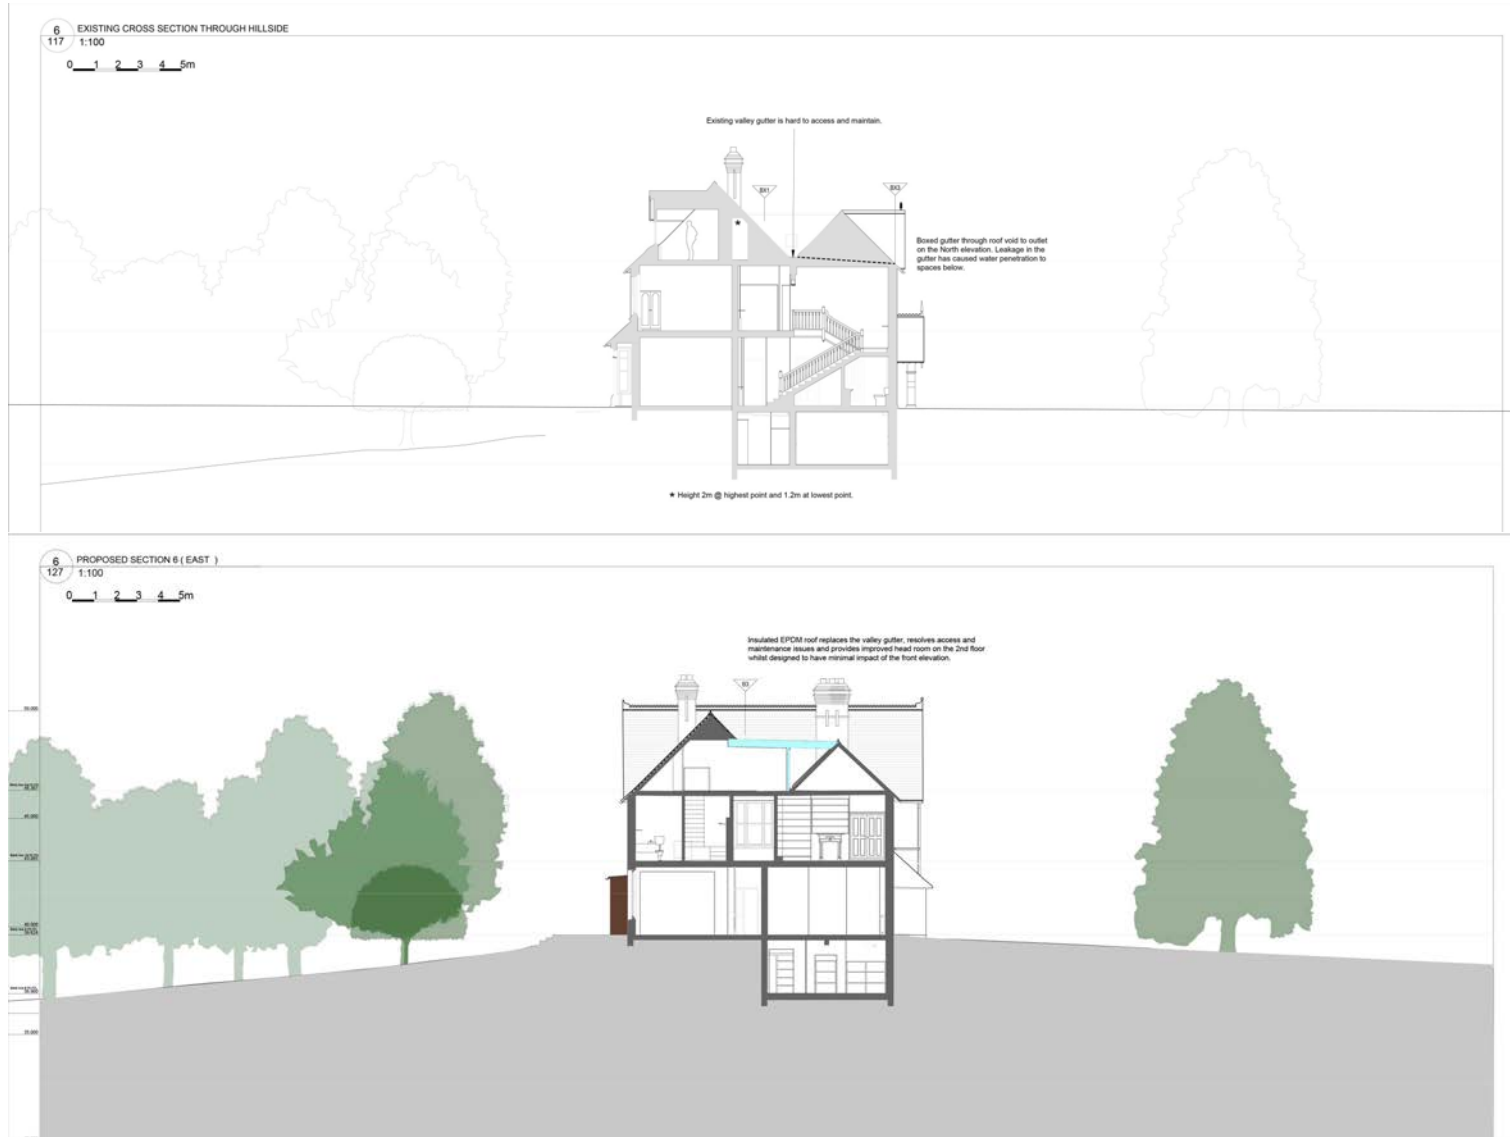 6
117
EXISTING CROSS SECTION THROUGH HILLSIDE
1:100
0 1 2 3 4 5m
Existing valley gutter is hard to access and maintain.
BX1
BX2
★
Boxed gutter through roof void to outlet
on the North elevation. Leakage in the
gutter has caused water penetration to
spaces below.
★ Height 2m @ highest point and 1.2m at lowest point.
6
127
PROPOSED SECTION 6 ( EAST )
1:100
0 1 2 3 4 5m
Insulated EPDM roof replaces the valley gutter, resolves access and
maintenance issues and provides improved head room on the 2nd floor
whilst designed to have minimal impact of the front elevation.